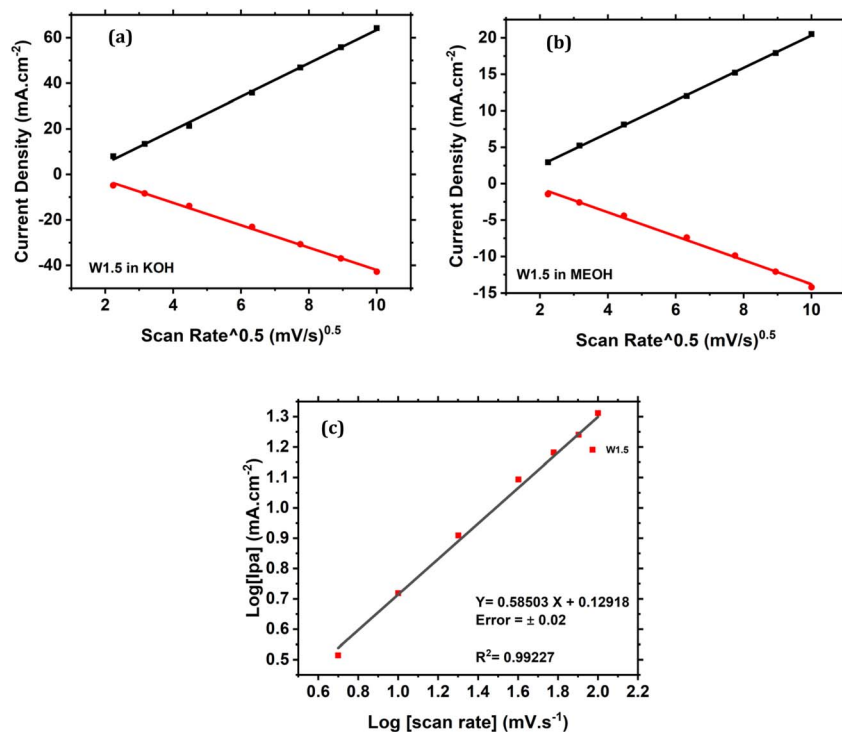 (a)
Current Density (mA.cm-2)
60
40
20
0
-20
-40
W1.5 in KOH
2
4
6
8
10
Scan Rate^0.5 (mV/s)0.5
(b)
Current Density (mA.cm-2)
20
15
10
5
0
-5
-10
-15
W1.5 in MEOH
2
4
6
8
10
Scan Rate^0.5 (mV/s)0.5
(c)
Log[Ipa] (mA.cm-2)
1.3
1.2
1.1
1.0
0.9
0.8
0.7
0.6
0.5
W1.5
Y= 0.58503 X + 0.12918
Error = ± 0.02
R2= 0.99227
0.6
0.8
1.0
1.2
1.4
1.6
1.8
2.0
2.2
Log [scan rate] (mV.s-1)